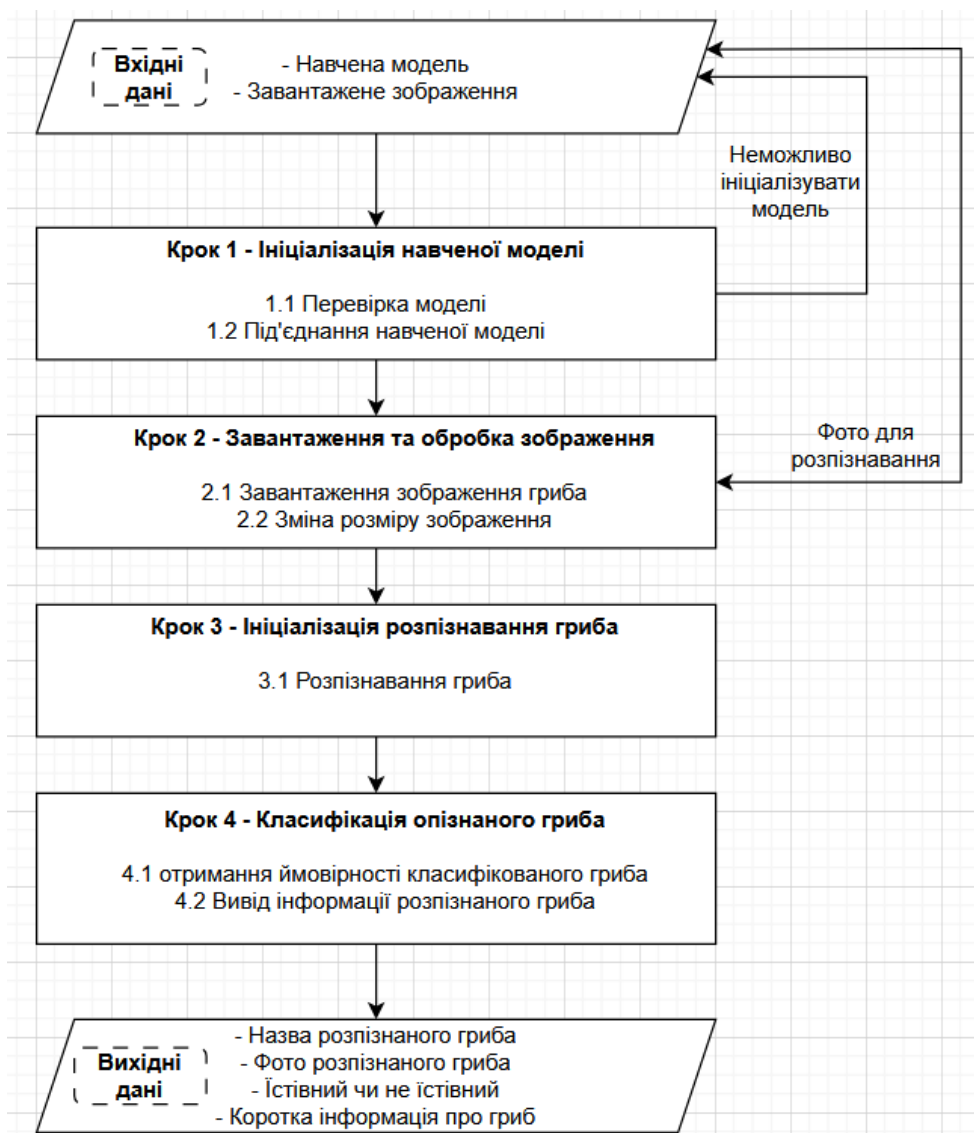 Вхідні
дані
- Навчена модель
- Завантажене зображення
Неможливо
ініціалізувати
модель
Крок 1 - Ініціалізація навченої моделі
1.1 Перевірка моделі
1.2 Під'єднання навченої моделі
Крок 2 - Завантаження та обробка зображення
2.1 Завантаження зображення гриба
2.2 Зміна розміру зображення
Фото для
розпізнавання
Крок 3 - Ініціалізація розпізнавання гриба
3.1 Розпізнавання гриба
Крок 4 - Класифікація опізнаного гриба
4.1 отримання ймовірності класифікованого гриба
4.2 Вивід інформації розпізнаного гриба
Вихідні
дані
- Назва розпізнаного гриба
- Фото розпізнаного гриба
- Їстівний чи не їстівний
- Коротка інформація про гриб